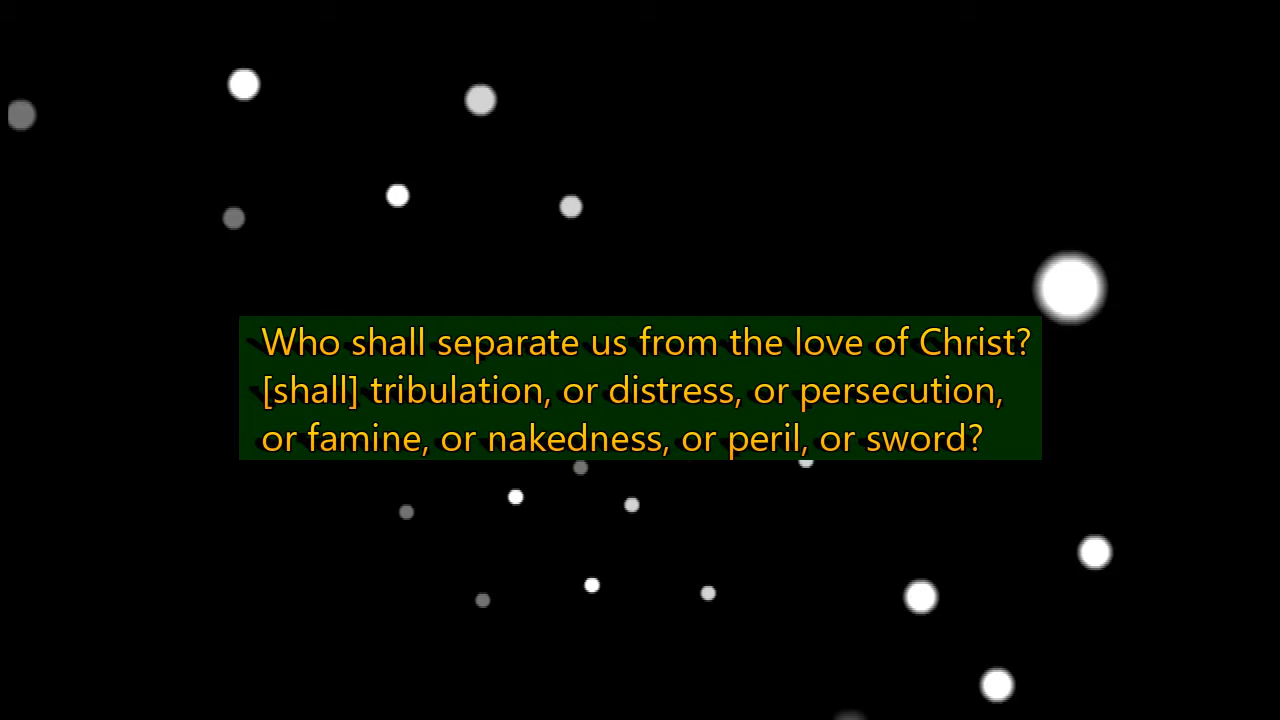 Who shall separate us from the love of Christ?
[shall] tribulation, or distress, or persecution,
or famine, or nakedness, or peril, or sword?